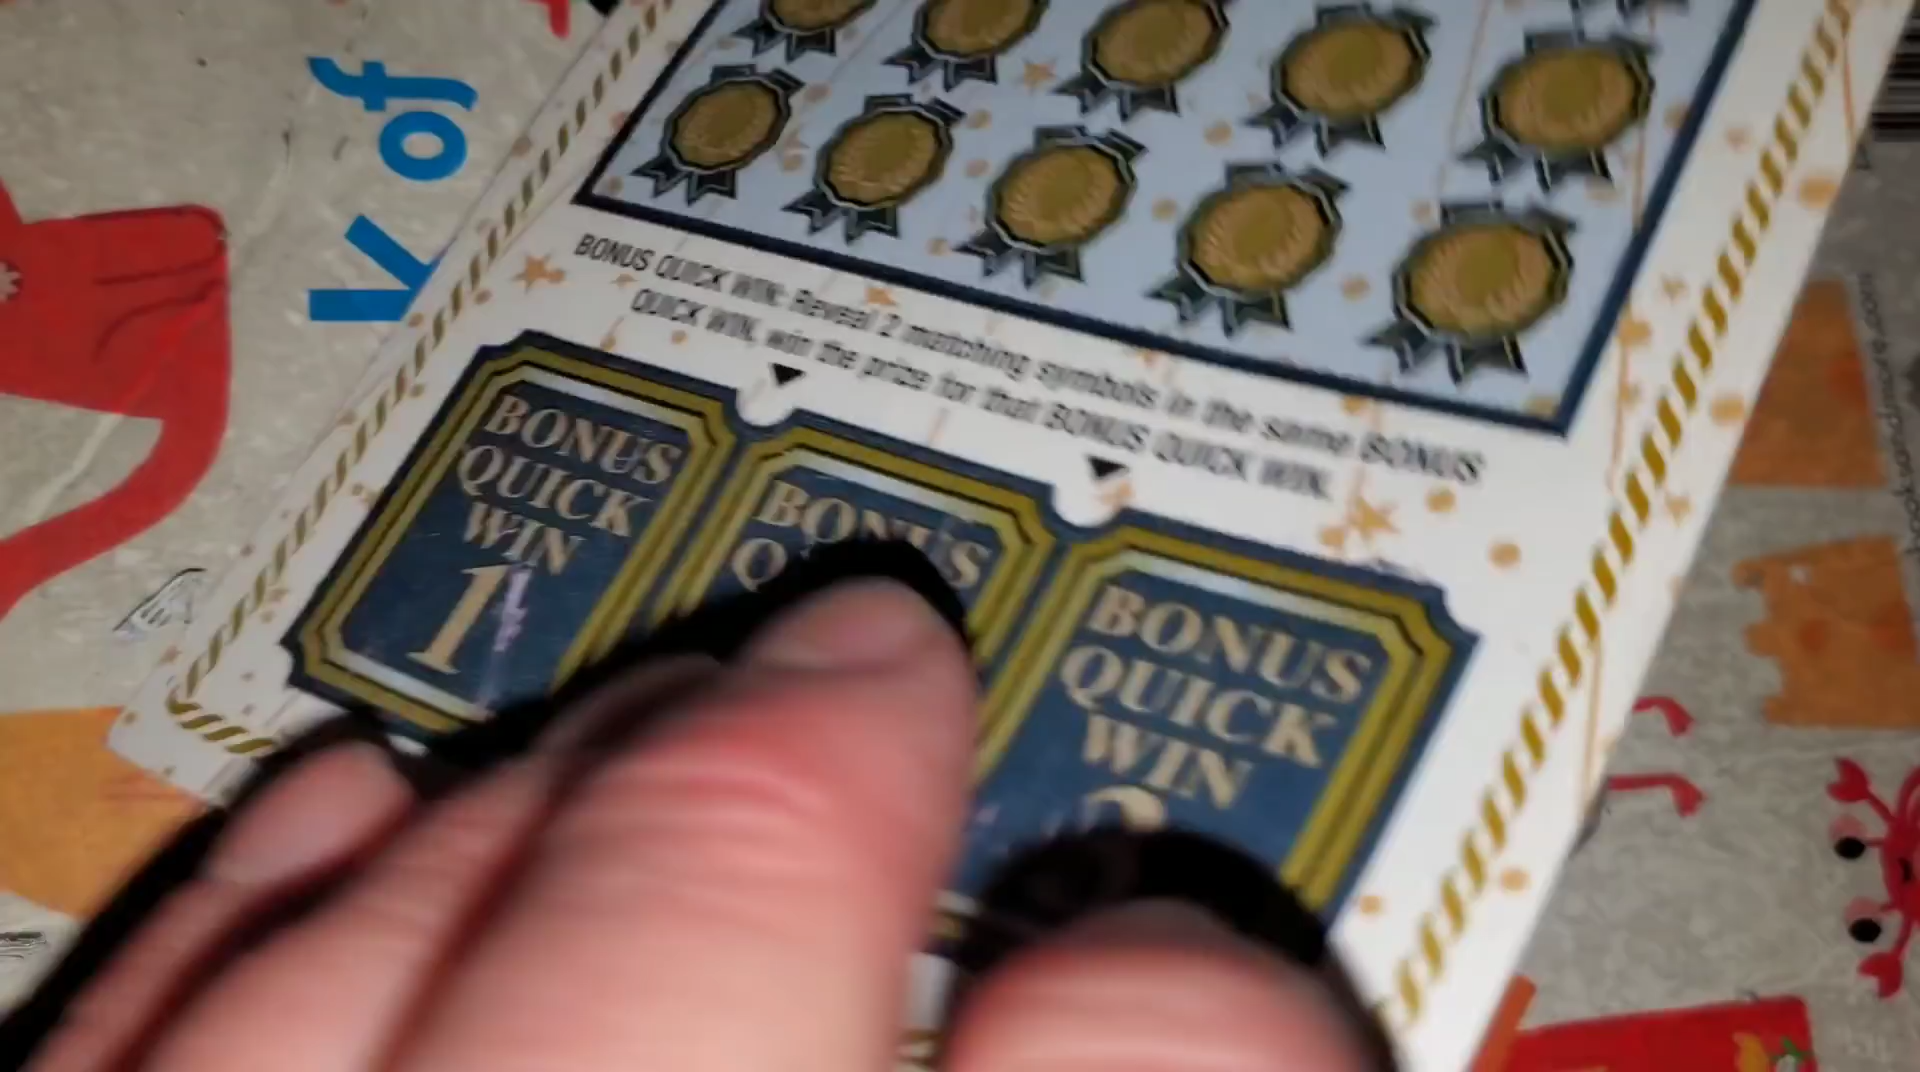 k of
BONUS QUICK WIN: Reveal 2 matching symbols in the same BONUS
QUICK WIN, win the prize for that BONUS QUICK WIN.
BONUS
QUICK
WIN
1
BONUS
BONUS
QUICK
WIN